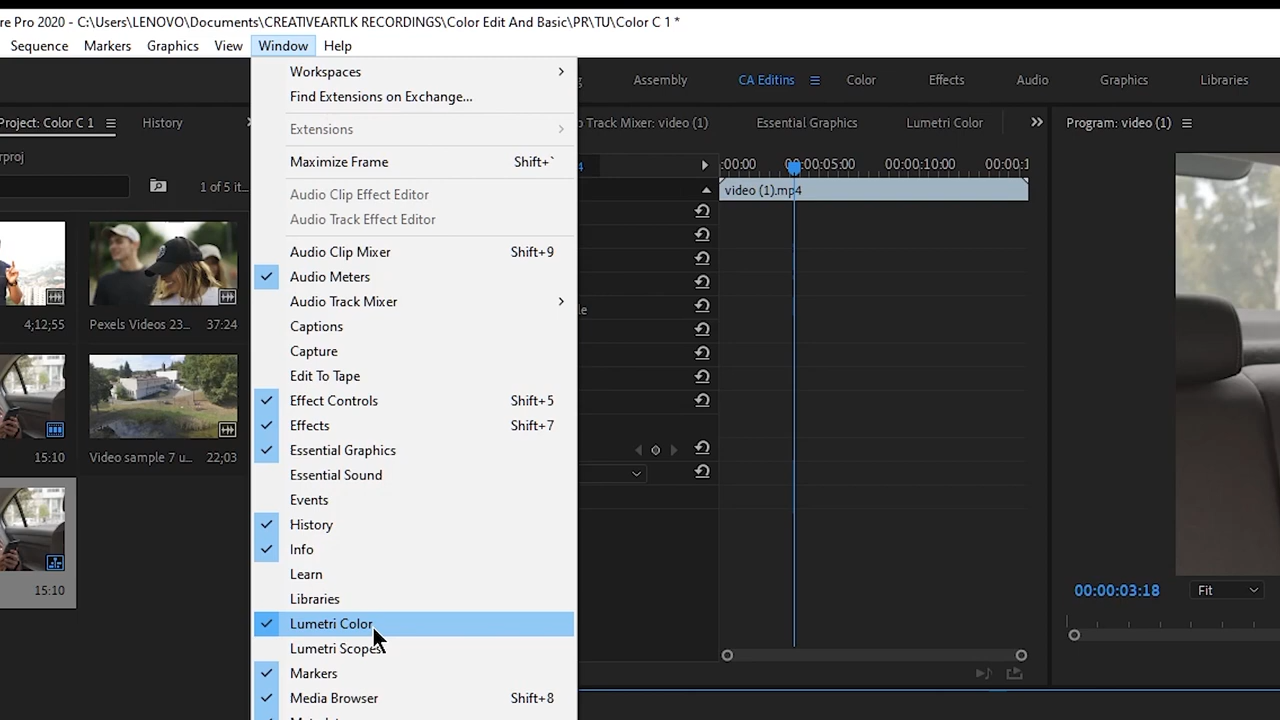 re Pro 2020 - C:\Users\LENOVO\Documents\CREATIVEARTLK RECORDINGS\Color Edit And Basic\PR\TU\Color C 1 *
Sequence Markers Graphics View Window Help
Assembly CA Editins Color Effects Audio Graphics Libraries
Project: Color C 1 History
Track Mixer: video (1) Essential Graphics Lumetri Color Program: video (1)
rproj
1 of 5 it...
4;12;55
Pexels Videos 23... 37:24
15:10
Video sample 7 u... 22;03
15:10
Workspaces
Find Extensions on Exchange...
Extensions
Maximize Frame Shift+`
Audio Clip Effect Editor
Audio Track Effect Editor
Audio Clip Mixer Shift+9
Audio Meters
Audio Track Mixer
Captions
Capture
Edit To Tape
Effect Controls Shift+5
Effects Shift+7
Essential Graphics
Essential Sound
Events
History
Info
Learn
Libraries
Lumetri Color
Lumetri Scopes
Markers
Media Browser Shift+8
:00:00 00:00:05:00 00:00:10:00 00:00:1
video (1).mp4
le
00:00:03:18 Fit